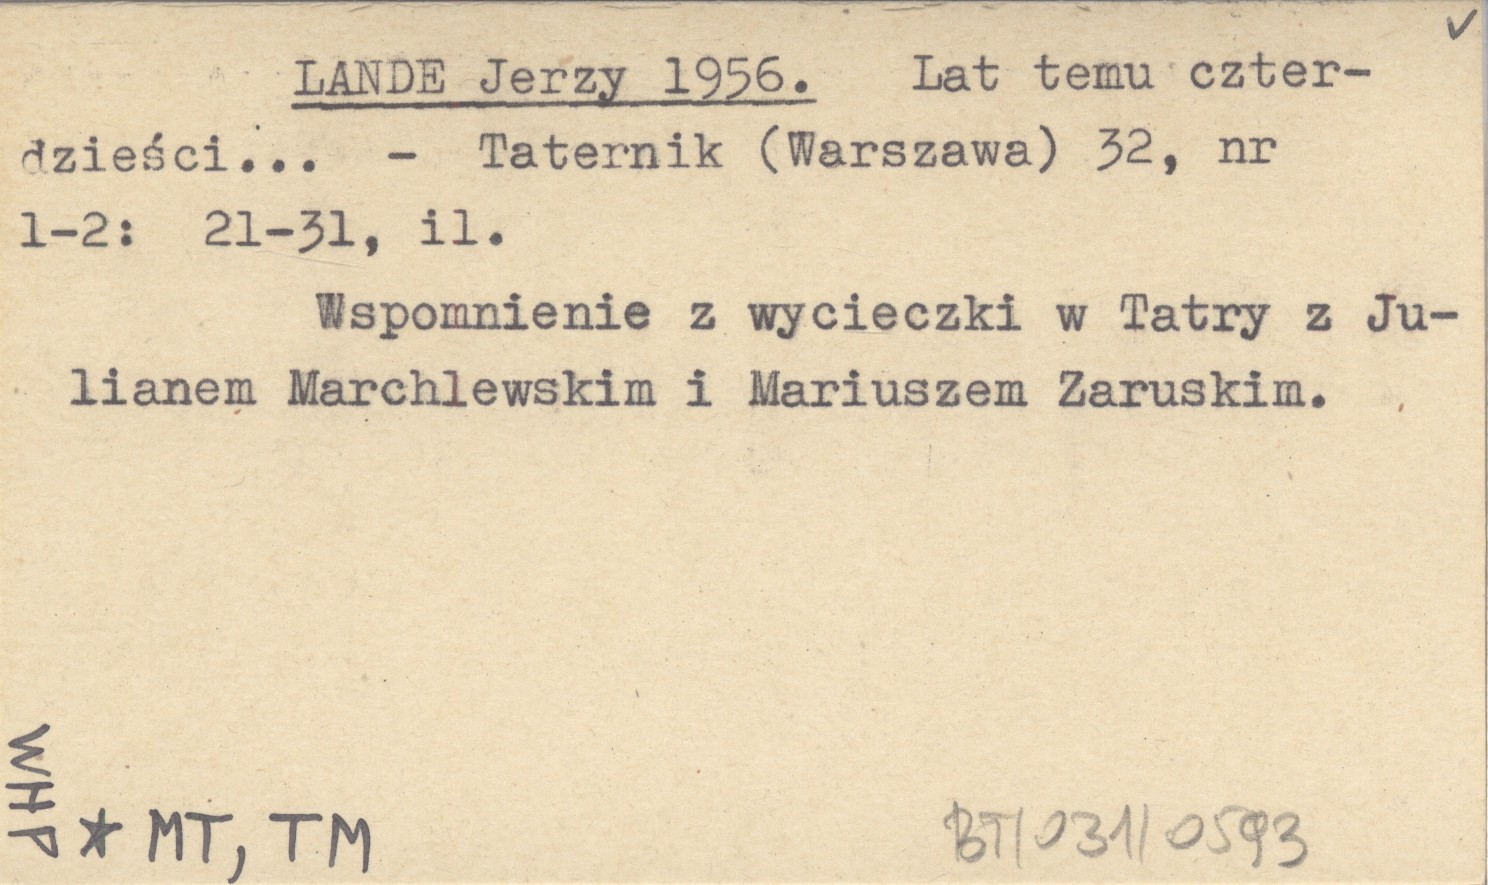 LANDE Jerzy 1956. Lat temu czter-
dzieści... - Taternik (Warszawa) 32, nr
1-2: 21-31, il.
Wspomnienie z wycieczki w Tatry z Ju-
lianem Marchlewskim i Mariuszem Zaruskim.
WHP
* MT, TM
BT/031/0593